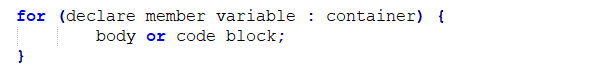 for (declare member variable : container) {
        body or code block;
}